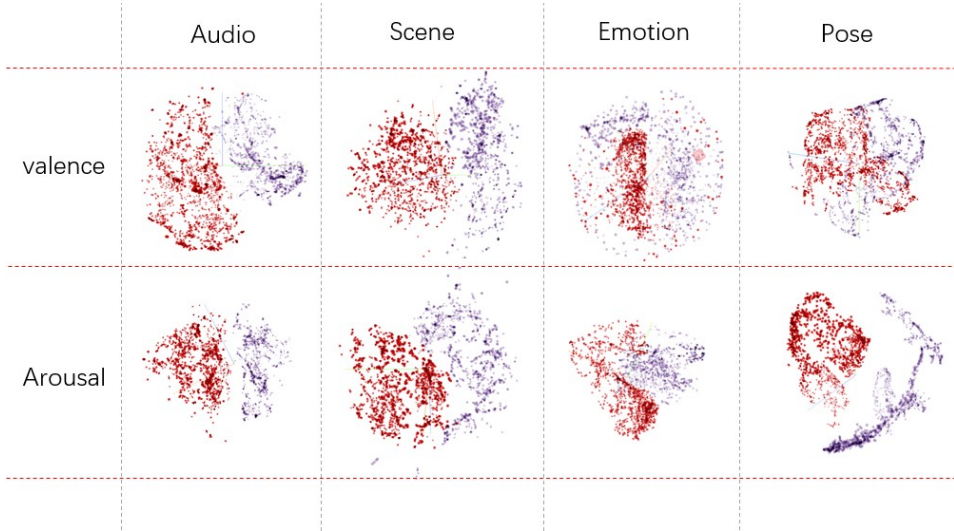 Audio
Scene
Emotion
Pose
valence
Arousal